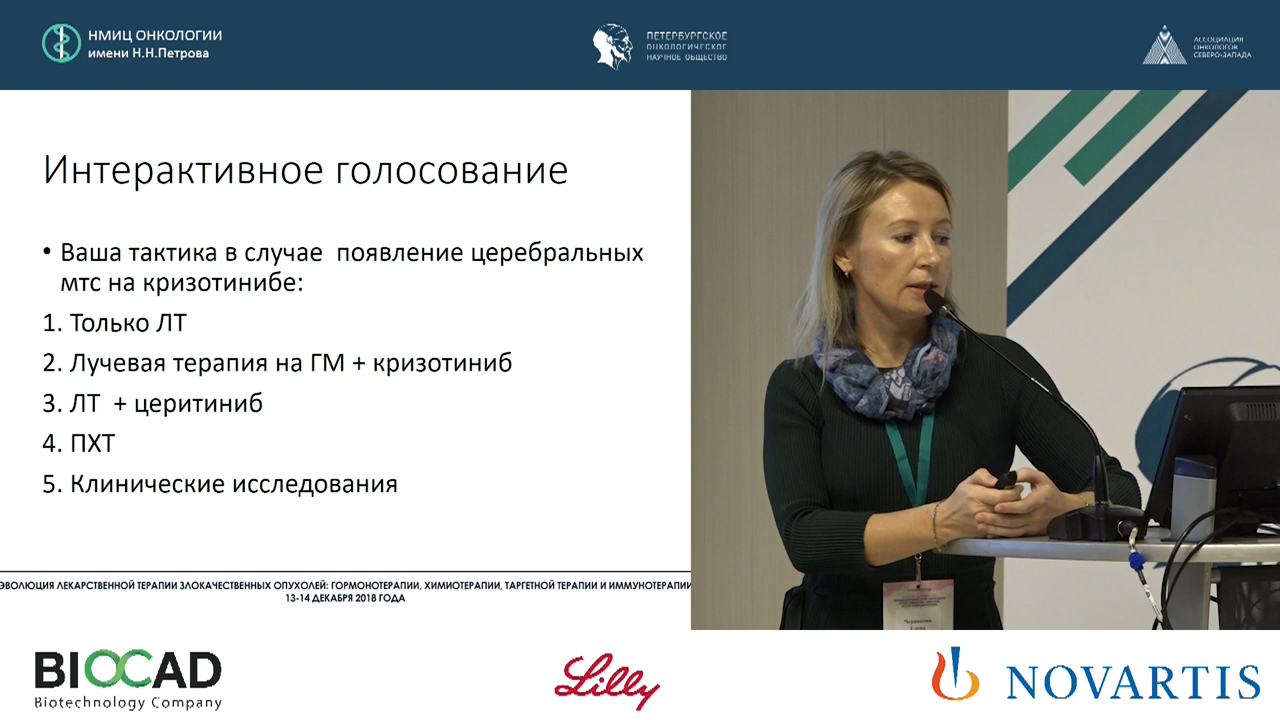 НМИЦ ОНКОЛОГИИ
имени Н.Н.Петрова
ПЕТЕРБУРГСКОЕ
ОНКОЛОГИЧЕСКОЕ
НАУЧНОЕ ОБЩЕСТВО
АССОЦИАЦИЯ
ОНКОЛОГОВ
СЕВЕРО-ЗАПАДА
Интерактивное голосование
• Ваша тактика в случае появление церебральных
мтс на кризотинибе:
1. Только ЛТ
2. Лучевая терапия на ГМ + кризотиниб
3. ЛТ + церитиниб
4. ПХТ
5. Клинические исследования
ЭВОЛЮЦИЯ ЛЕКАРСТВЕННОЙ ТЕРАПИИ ЗЛОКАЧЕСТВЕННЫХ ОПУХОЛЕЙ: ГОРМОНОТЕРАПИИ, ХИМИОТЕРАПИИ, ТАРГЕТНОЙ ТЕРАПИИ И ИММУНОТЕРАПИИ
13-14 ДЕКАБРЯ 2018 ГОДА
BIOCAD
Biotechnology Company
Lilly
NOVARTIS